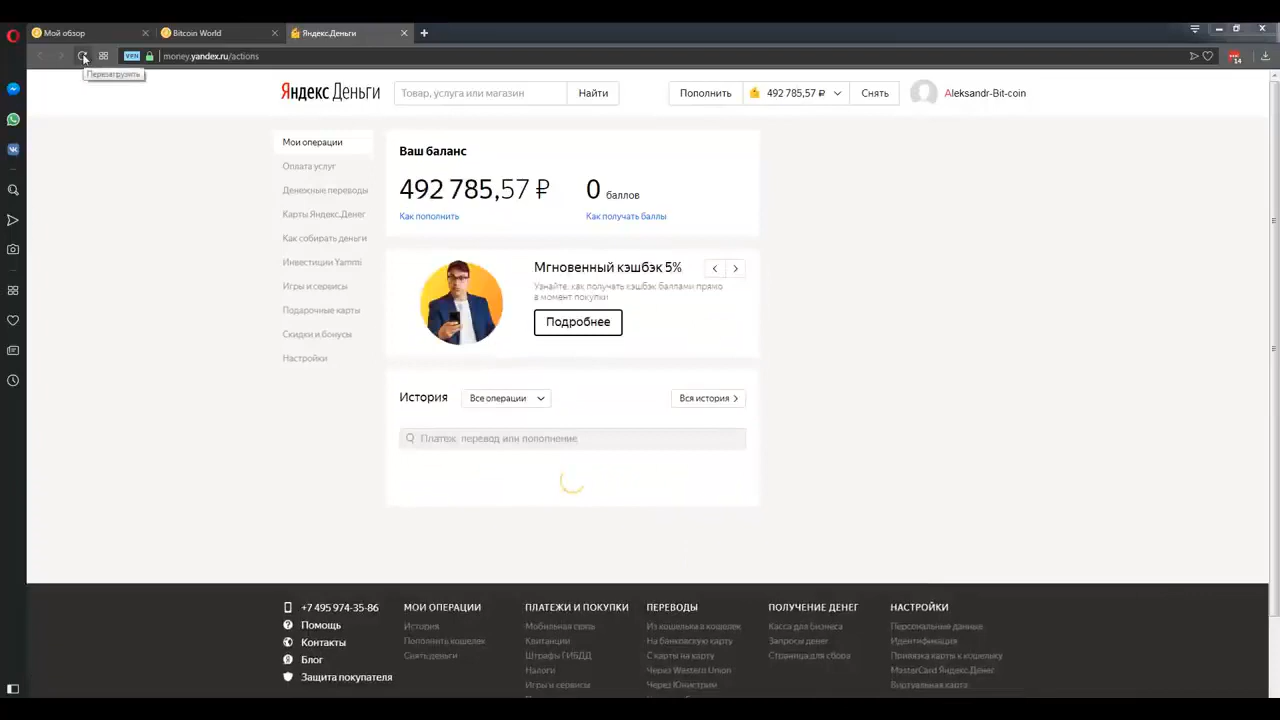 Мой обзор
Bitcoin World
Яндекс.Деньги
VPN
money.yandex.ru/actions
14
Перезагрузить
Яндекс Деньги
Товар, услуга или магазин
Найти
Пополнить
492 785,57 ₽
Снять
Aleksandr-Bit-coin
Мои операции
Оплата услуг
Денежные переводы
Карты Яндекс.Денег
Как собирать деньги
Инвестиции Yammi
Игры и сервисы
Подарочные карты
Скидки и бонусы
Настройки
Ваш баланс
492 785,57 ₽
0 баллов
Как пополнить
Как получать баллы
Мгновенный кэшбэк 5%
Узнайте, как получать кэшбэк баллами прямо
в момент покупки
Подробнее
История
Все операции
Вся история
Платеж, перевод или пополнение
+7 495 974-35-86
Помощь
Контакты
Блог
Защита покупателя
МОИ ОПЕРАЦИИ
История
Пополнить кошелек
Снять деньги
ПЛАТЕЖИ И ПОКУПКИ
Мобильная связь
Квитанции
Штрафы ГИБДД
Налоги
Игры и сервисы
ПЕРЕВОДЫ
Из кошелька в кошелек
На банковскую карту
С карты на карту
Через Western Union
Через Юнистрим
ПОЛУЧЕНИЕ ДЕНЕГ
Касса для бизнеса
Запросы денег
Страница для сбора
НАСТРОЙКИ
Персональные данные
Идентификация
Привязка карты к кошельку
MasterCard Яндекс.Денег
Виртуальная карта